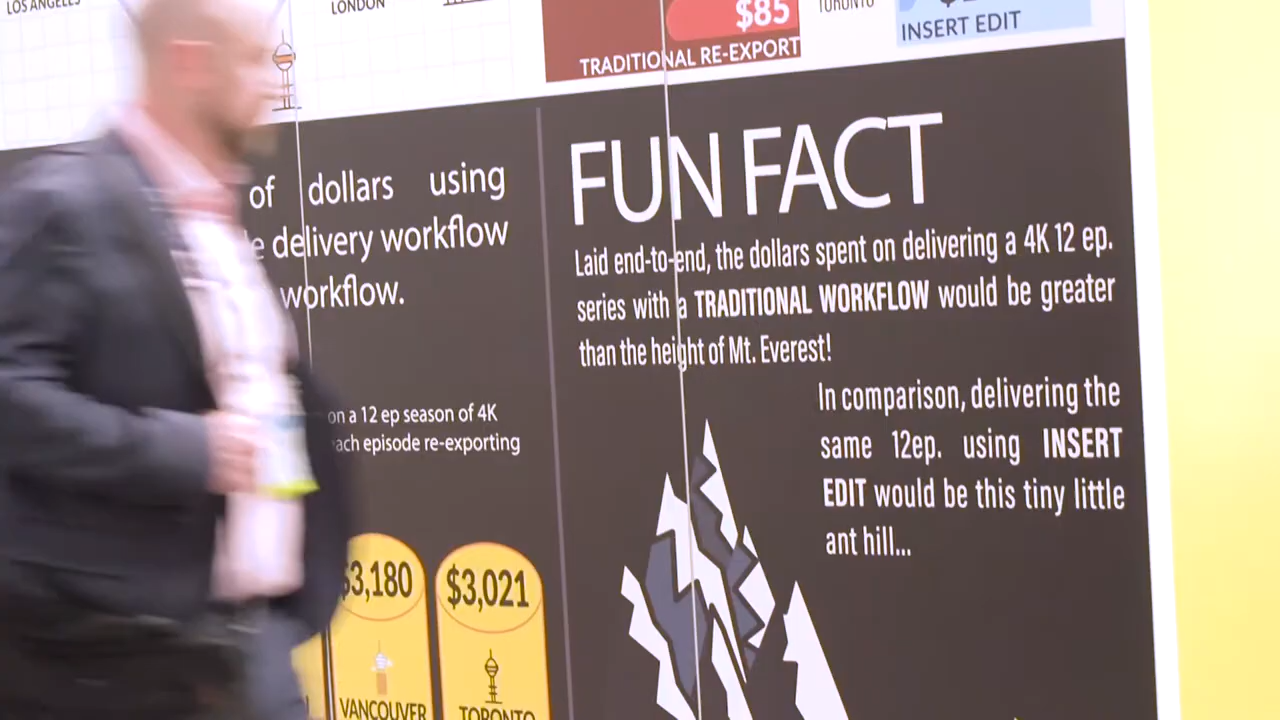 LOS ANGELES
LONDON
$85
TRADITIONAL RE-EXPORT
TORONTO
INSERT EDIT
of dollars using
delivery workflow
workflow.
on a 12 ep season of 4K
each episode re-exporting
$3,180
$3,021
VANCOUVER
TORONTO
FUN FACT
Laid end-to-end, the dollars spent on delivering a 4K 12 ep.
series with a TRADITIONAL WORKFLOW would be greater
than the height of Mt. Everest!
In comparison, delivering the
same 12ep. using INSERT
EDIT would be this tiny little
ant hill...